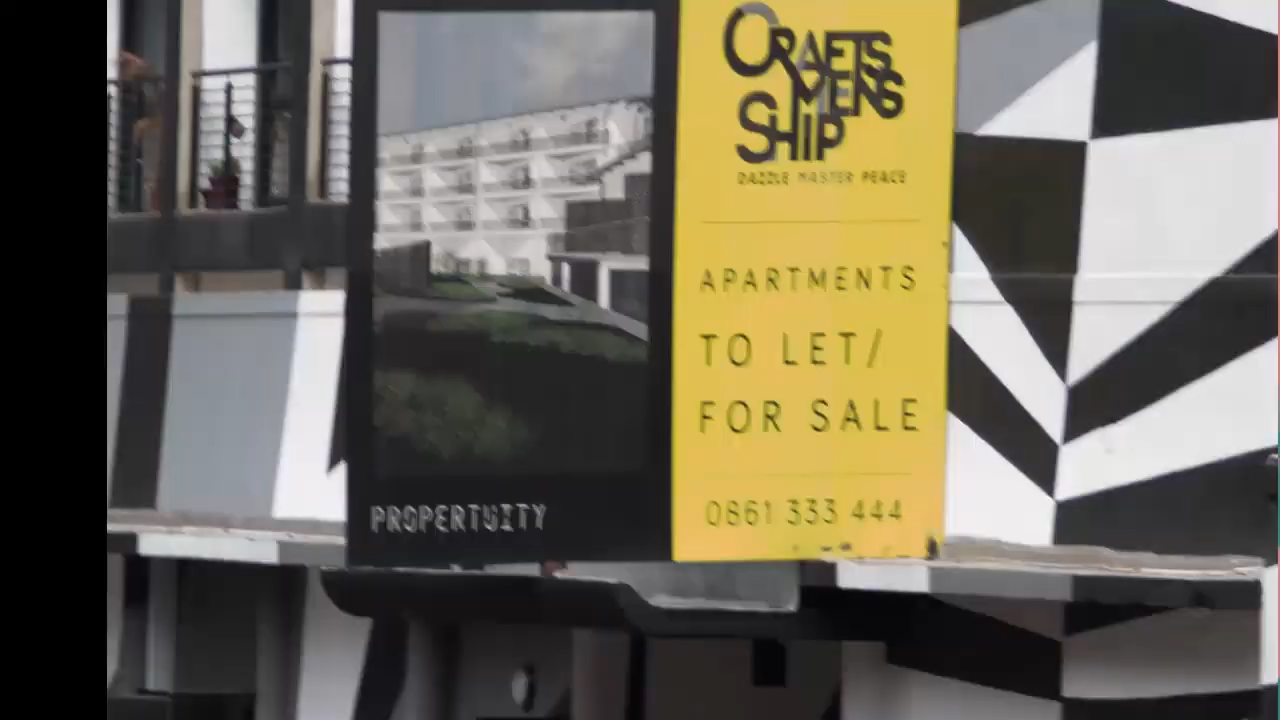 CRAFTS
MENS
SHIP
DAZZLE MASTER PEACE
APARTMENTS
TO LET/
FOR SALE
0861 333 444
PROPERTUITY